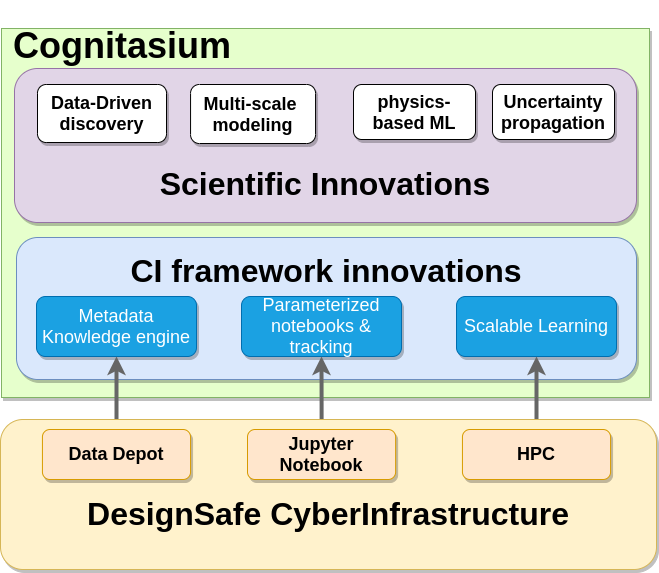 Cognitasium
Data-Driven
discovery
Multi-scale
modeling
physics-
based ML
Uncertainty
propagation
Scientific Innovations
CI framework innovations
Metadata
Knowledge engine
Parameterized
notebooks &
tracking
Scalable Learning
Data Depot
Jupyter
Notebook
HPC
DesignSafe CyberInfrastructure